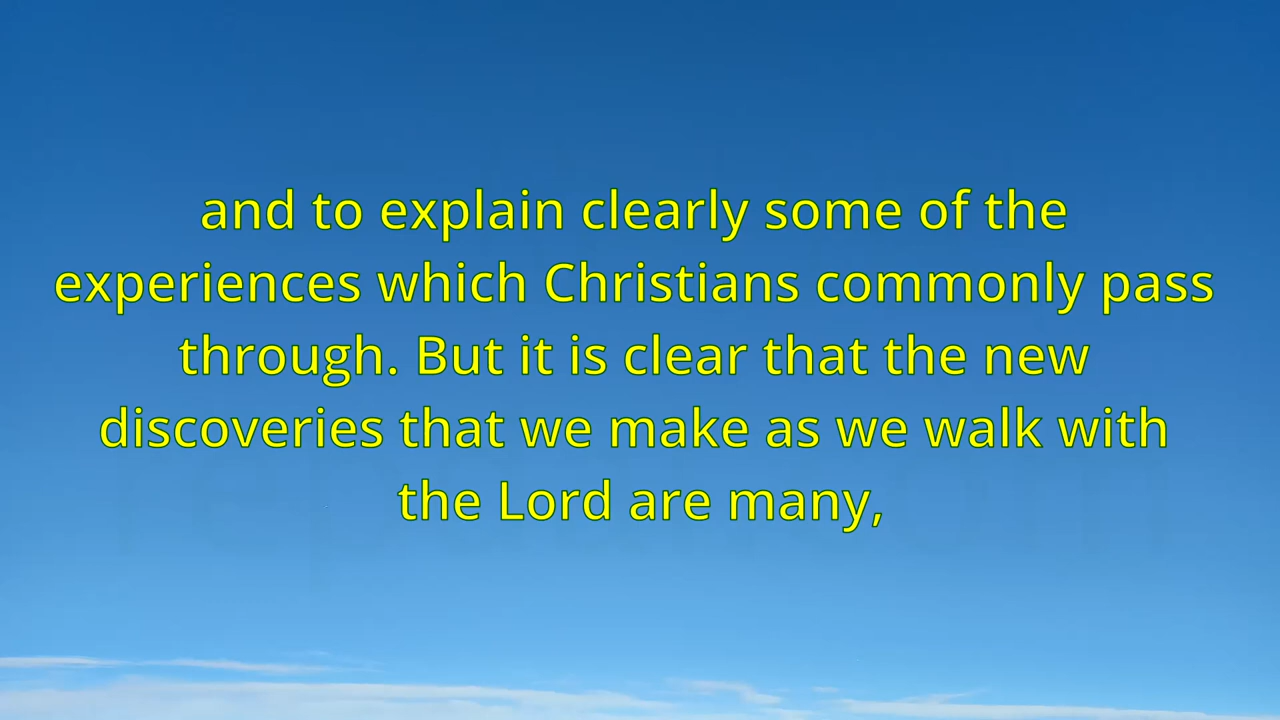 and to explain clearly some of the
experiences which Christians commonly pass
through. But it is clear that the new
discoveries that we make as we walk with
the Lord are many,